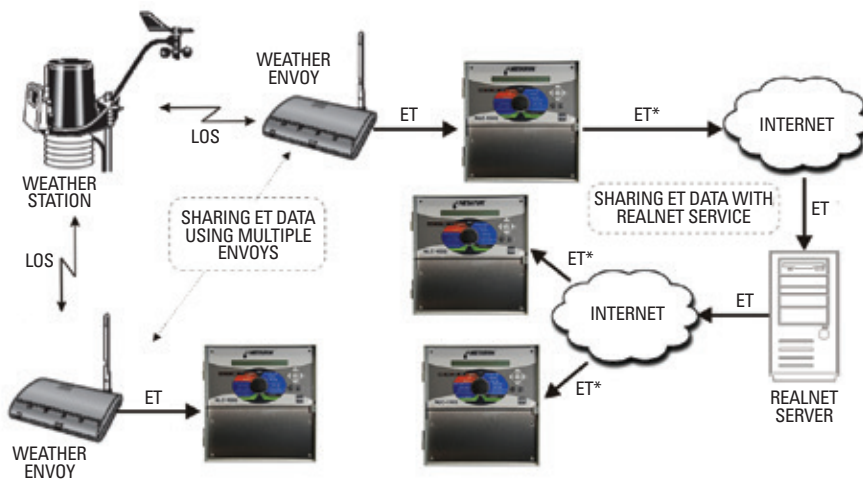 WEATHER
ENVOY
ET
ET*
INTERNET
LOS
WEATHER
STATION
SHARING ET DATA
USING MULTIPLE
ENVOYS
SHARING ET DATA WITH
REALNET SERVICE
ET
ET*
LOS
INTERNET
ET
ET*
REALNET
SERVER
ET
WEATHER
ENVOY